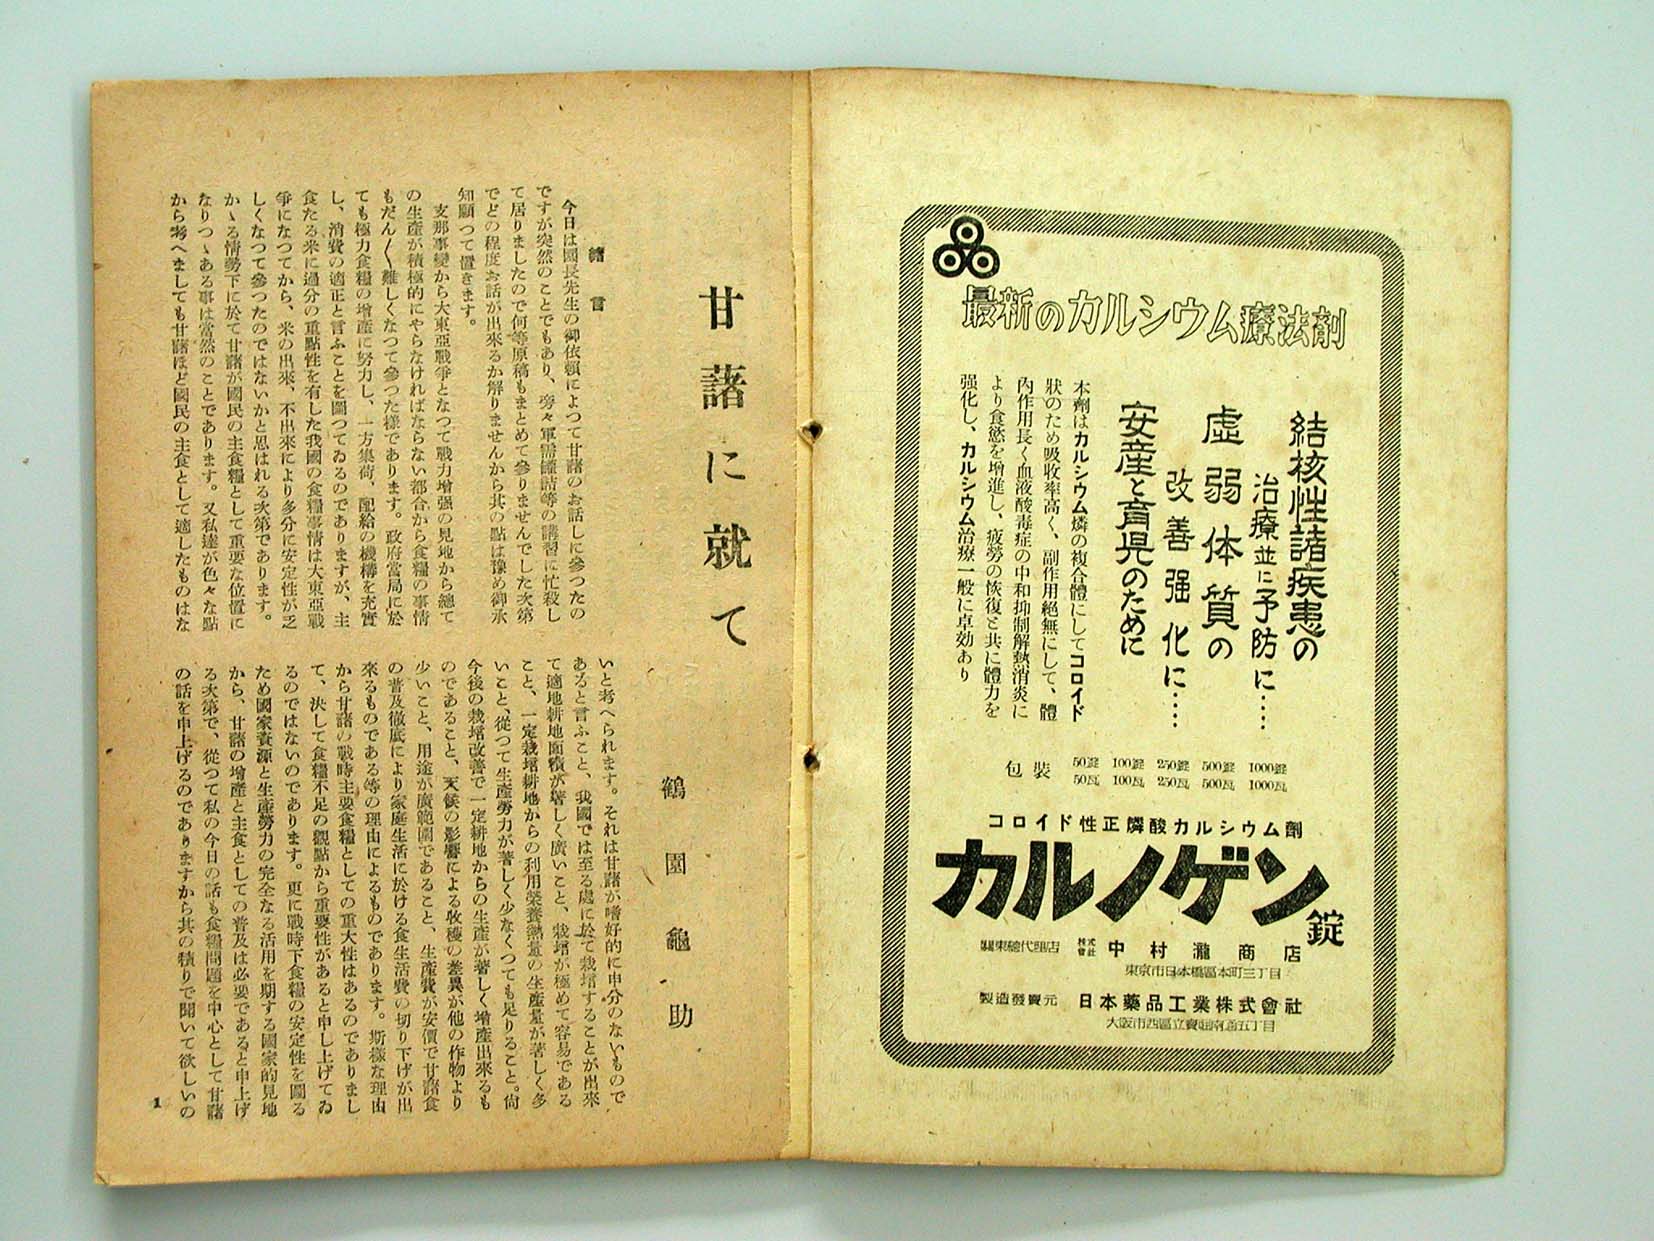 最新のカルシウム療法劑
結核性諸疾患の
治療並に予防に……
虛弱体質の
改善强化に……
安産と育児のために
本劑はカルシウム燐の複合體にしてコロイド
狀のため吸收率高く、副作用絕無にして、體
內作用長く血液酸毒症の中和抑制解熱消炎に
より食慾を增進し、疲勞の恢復と共に體力を
强化し、カルシウム治療一般に卓効あり
包裝
50錠 100錠 250錠 500錠 1000錠
50瓦 100瓦 250瓦 500瓦 1000瓦
コロイド性正燐酸カルシウム劑
カルノゲン錠
關東總代理店 株式會社 中村瀧商店
東京市日本橋區本町三丁目
製造發賣元 日本藥品工業株式會社
大阪市西區立賣堀南通五丁目
甘藷に就て
鶴園龜助
緖言
今日は國長先生の御依賴によつて甘藷のお話しに參つたの
ですが突然のことでもあり、旁々軍需罐詰等の講習に忙殺し
て居りましたので何等原稿もまとめて參りませんでした次第
でどの程度お話が出來るか解りませんから其の點は豫め御承
知願つて置きます。
支那事變から大東亞戰爭となつて戰力增强の見地から總て
の生產が積極的にやらなければならない都合から食糧の事情
もだん〱難しくなつて參つた樣であります。政府當局に於
ても極力食糧の增產に努力し、一方集荷、配給の機構を充實
し、消費の適正と言ふことを圖つてゐるのでありますが、主
食たる米に過分の重點性を有した我國の食糧事情は大東亞戰
爭になつてから、米の出來、不出來により多分に安定性が乏
しくなつて參つたのではないかと思はれる次第であります。
かゝる情勢下に於て甘藷が國民の主食糧として重要な位置に
なりつゝある事は當然のことであります。又私達が色々な點
から考へましても甘藷ほど國民の主食として適したものはな
いと考へられます。それは甘藷が嗜好的に申分のないもので
あると言ふこと、我國では至る處に於て栽培することが出來
て適地耕地面積が著しく廣いこと、栽培が極めて容易である
こと、一定栽培耕地からの利用榮養熱量の生產量が著しく多
いこと、從つて生產勞力が著しく少なくつても足りること。尙
今後の栽培改善で一定耕地からの生產が著しく增產出來るも
のであること、天候の影響による收穫の差異が他の作物より
少いこと、用途が廣範圍であること、生產費が安價で甘藷食
の普及徹底により家庭生活に於ける食生活費の切り下げが出
來るものである等の理由によるものであります。斯樣な理由
から甘藷の戰時主要食糧としての重大性はあるのでありまし
て、決して食糧不足の觀點から重要性があると申し上げてゐ
るのではないのであります。更に戰時下食糧の安定性を圖る
ため國家資源と生產勞力の完全なる活用を期する國家的見地
から、甘藷の增產と主食としての普及は必要であると申上げ
る次第で、從つて私の今日の話も食糧問題を中心として甘藷
の話を申上げるのでありますから其の積りで聞いて欲しいの
1